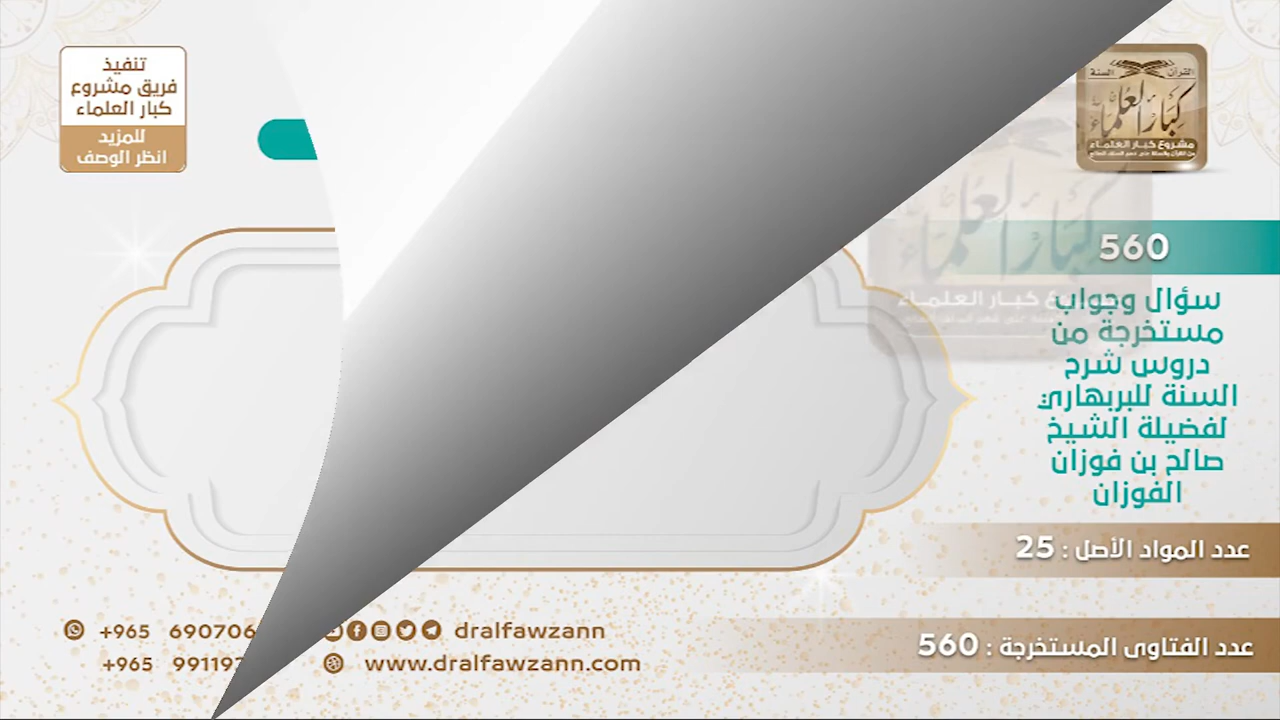 تنفيذ
فريق مشروع
كبار العلماء
للمزيد
انظر الوصف
القرآن
السنة
كبار العلماء
مشروع كبار العلماء
560
سؤال وجواب
مستخرجة من
دروس شرح
السنة للبربهاري
لفضيلة الشيخ
صالح بن فوزان
الفوزان
عدد المواد الأصل : 25
عدد الفتاوى المستخرجة : 560
+965 690706
dralfawzann
+965 99119
www.dralfawzann.com